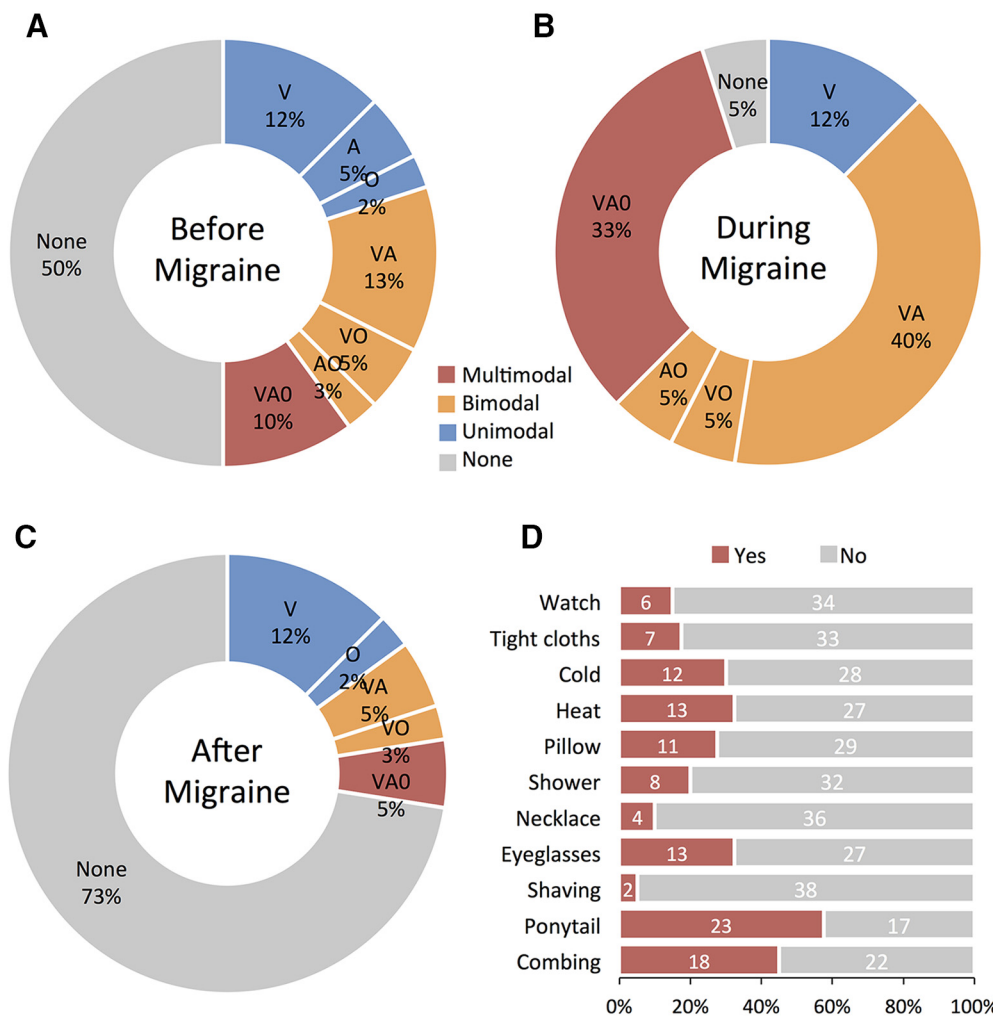 A
V
12%
A
5%
O
2%
VA
13%
VO
5%
AO
3%
VA0
10%
None
50%
Before
Migraine
B
None
5%
V
12%
VA0
33%
VA
40%
AO
5%
VO
5%
During
Migraine
Multimodal
Bimodal
Unimodal
None
C
V
12%
O
2%
VA
5%
VO
3%
VA0
5%
None
73%
After
Migraine
D
Yes No
Watch 6 34
Tight cloths 7 33
Cold 12 28
Heat 13 27
Pillow 11 29
Shower 8 32
Necklace 4 36
Eyeglasses 13 27
Shaving 2 38
Ponytail 23 17
Combing 18 22
0% 20% 40% 60% 80% 100%